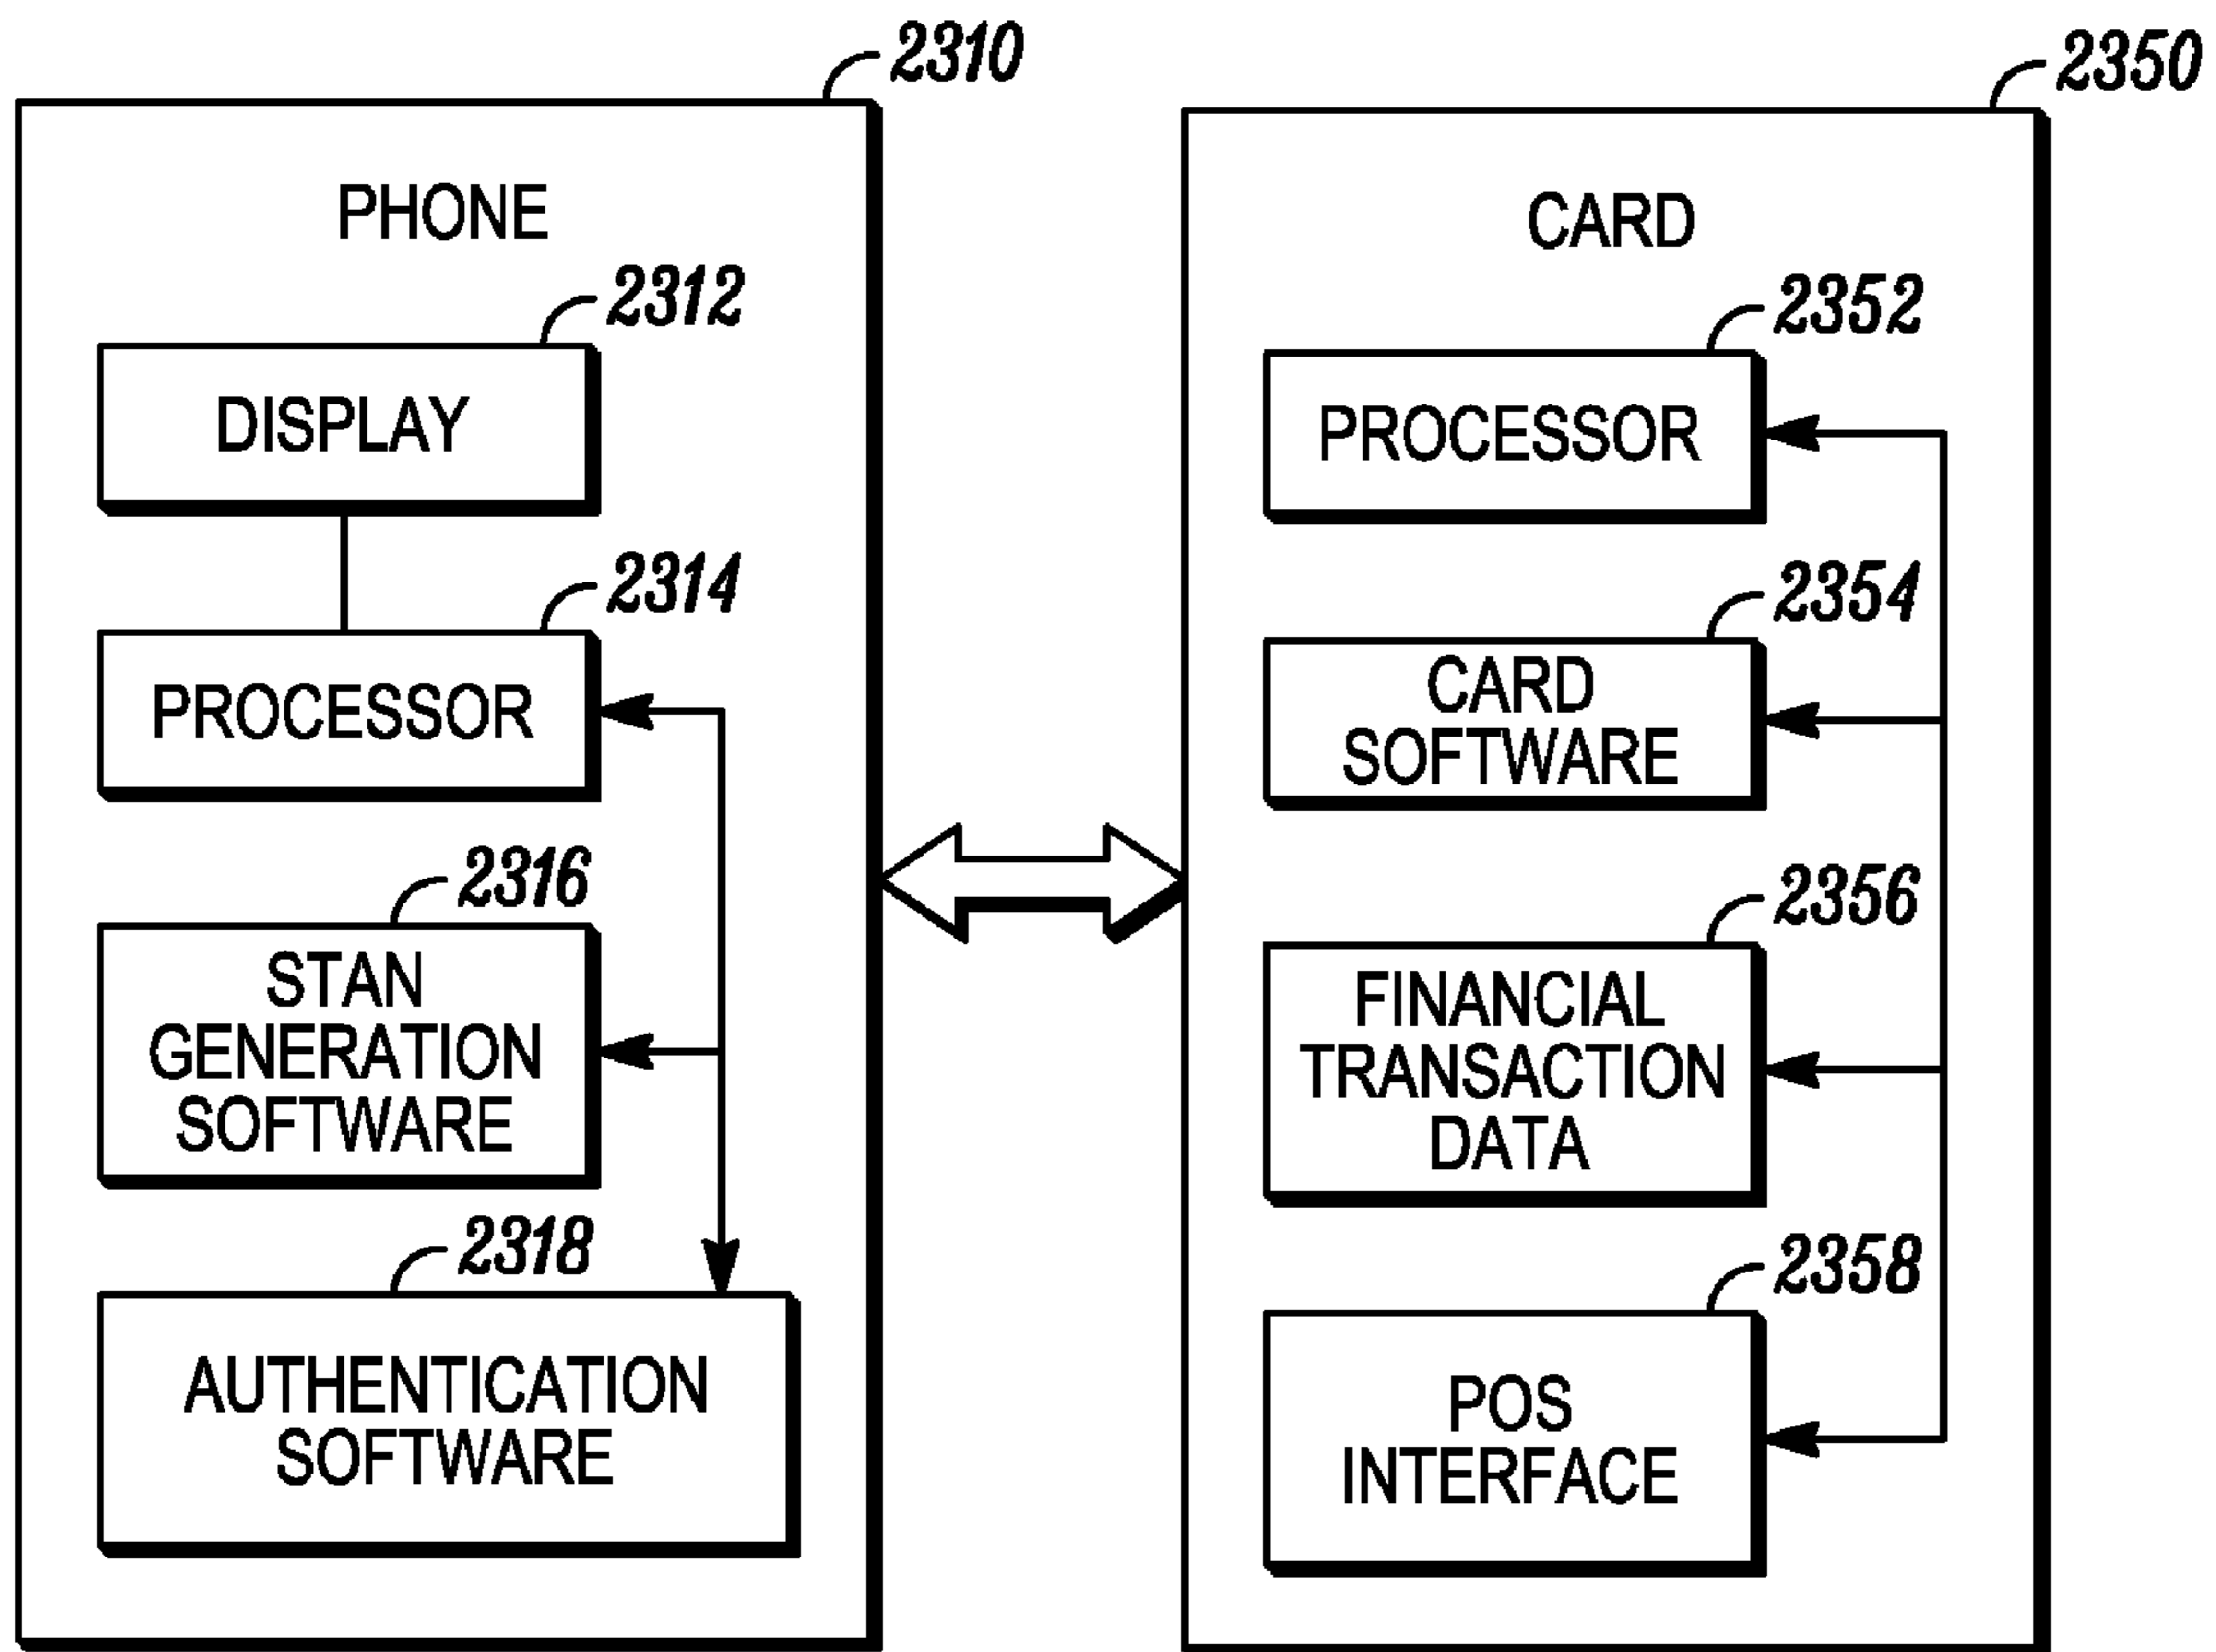 2310
PHONE
2312
DISPLAY
2314
PROCESSOR
2316
STAN
GENERATION
SOFTWARE
2318
AUTHENTICATION
SOFTWARE
2350
CARD
2352
PROCESSOR
2354
CARD
SOFTWARE
2356
FINANCIAL
TRANSACTION
DATA
2358
POS
INTERFACE